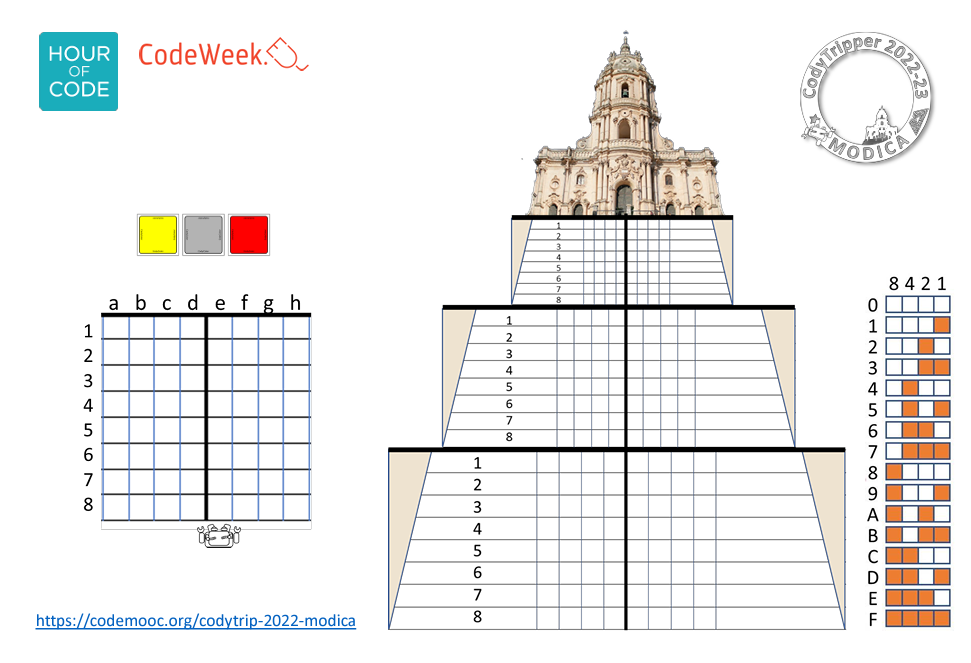 HOUR
OF
CODE
CodeWeek.
CodyTripper 2022-23
MODICA
a b c d e f g h
1
2
3
4
5
6
7
8
1
2
3
4
5
6
7
8
1
2
3
4
5
6
7
8
1
2
3
4
5
6
7
8
8 4 2 1
0
1
2
3
4
5
6
7
8
9
A
B
C
D
E
F
https://codemooc.org/codytrip-2022-modica